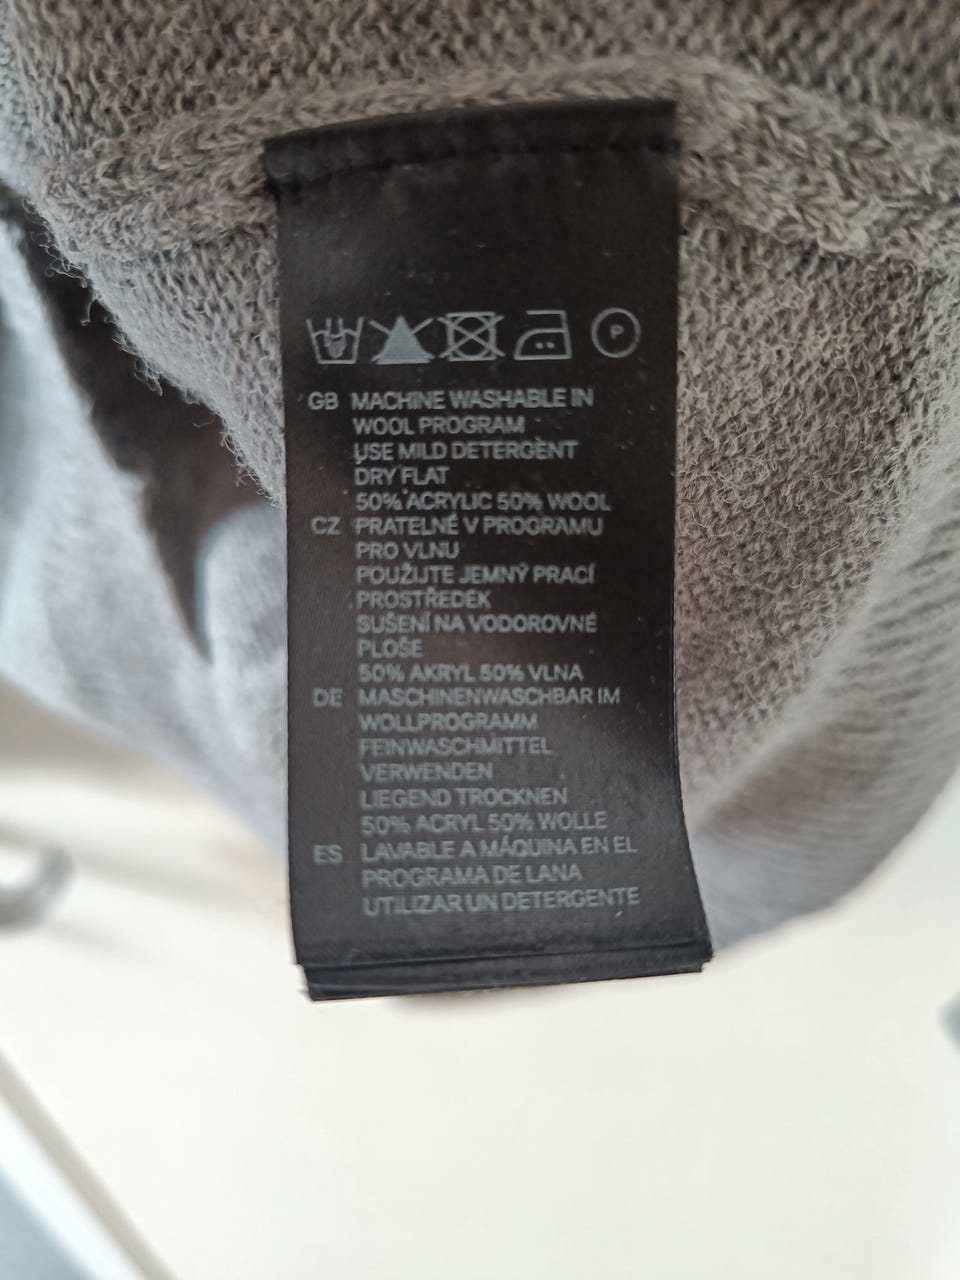 P
GB MACHINE WASHABLE IN
WOOL PROGRAM
USE MILD DETERGENT
DRY FLAT
50% ACRYLIC 50% WOOL
CZ PRATELNÉ V PROGRAMU
PRO VLNU
POUŽIJTE JEMNÝ PRACÍ
PROSTŘEDEK
SUŠENÍ NA VODOROVNÉ
PLOŠE
50% AKRYL 50% VLNA
DE MASCHINENWASCHBAR IM
WOLLPROGRAMM
FEINWASCHMITTEL
VERWENDEN
LIEGEND TROCKNEN
50% ACRYL 50% WOLLE
ES LAVABLE A MÁQUINA EN EL
PROGRAMA DE LANA
UTILIZAR UN DETERGENTE